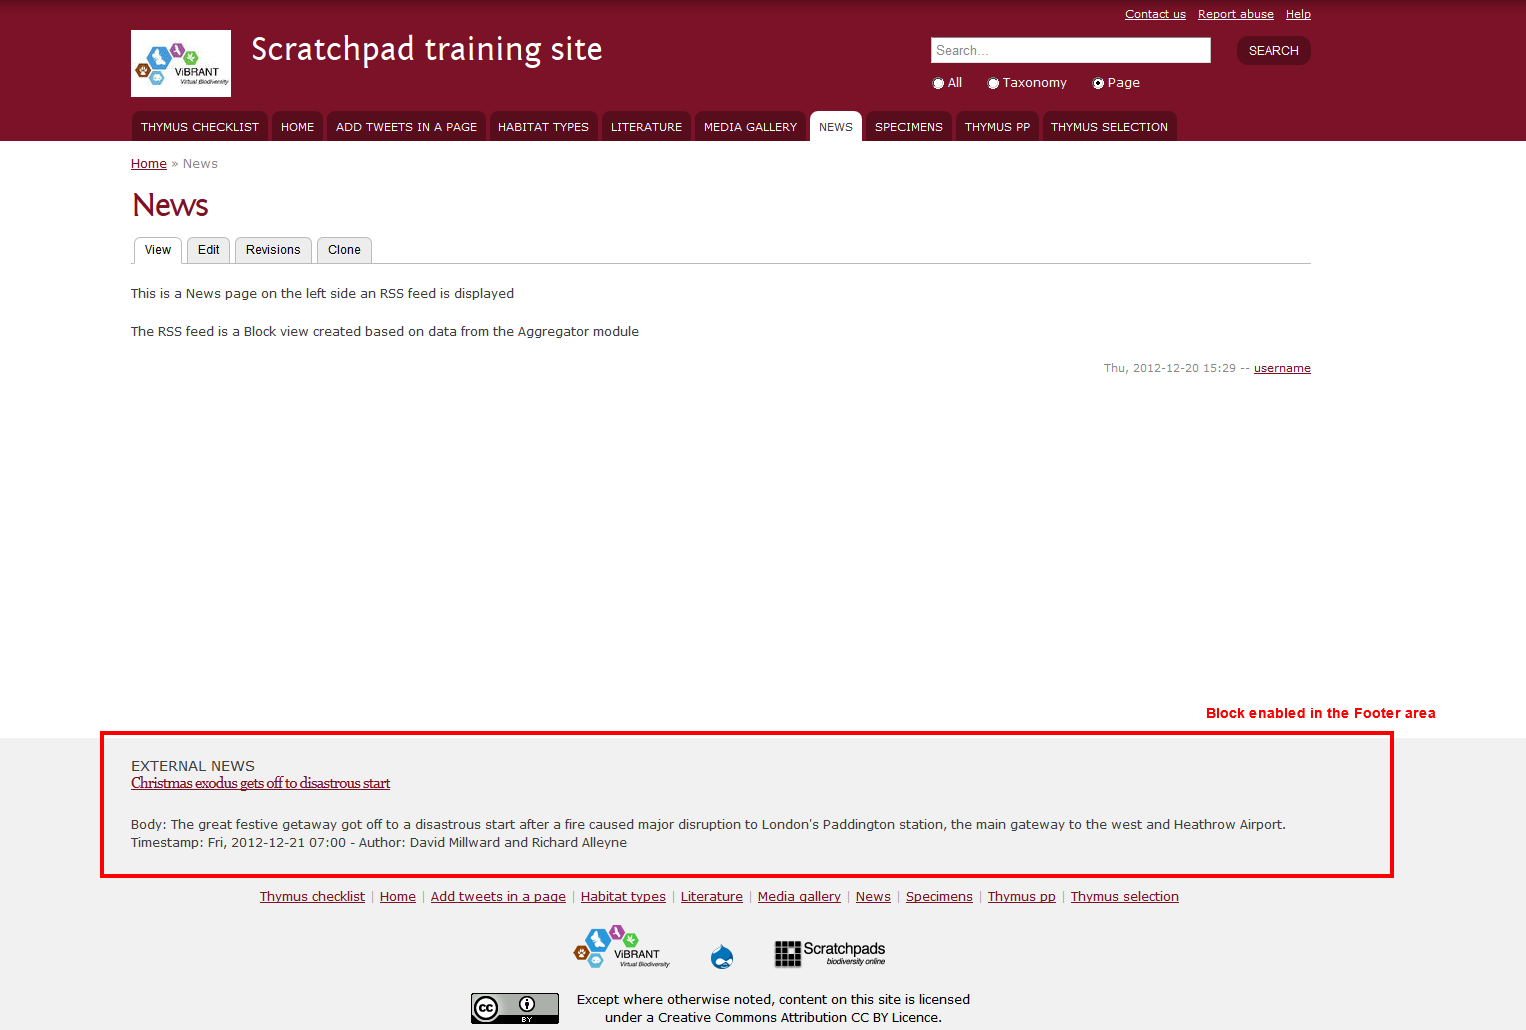 Contact us Report abuse Help
ViBRANT
Virtual Biodiversity
Scratchpad training site
Search...
SEARCH
All Taxonomy Page
THYMUS CHECKLIST HOME ADD TWEETS IN A PAGE HABITAT TYPES LITERATURE MEDIA GALLERY NEWS SPECIMENS THYMUS PP THYMUS SELECTION
Home » News
News
View Edit Revisions Clone
This is a News page on the left side an RSS feed is displayed
The RSS feed is a Block view created based on data from the Aggregator module
Thu, 2012-12-20 15:29 -- username
Block enabled in the Footer area
EXTERNAL NEWS
Christmas exodus gets off to disastrous start
Body: The great festive getaway got off to a disastrous start after a fire caused major disruption to London's Paddington station, the main gateway to the west and Heathrow Airport.
Timestamp: Fri, 2012-12-21 07:00 - Author: David Millward and Richard Alleyne
Thymus checklist | Home | Add tweets in a page | Habitat types | Literature | Media gallery | News | Specimens | Thymus pp | Thymus selection
ViBRANT
Virtual Biodiversity
Scratchpads
biodiversity online
cc BY
Except where otherwise noted, content on this site is licensed
under a Creative Commons Attribution CC BY Licence.